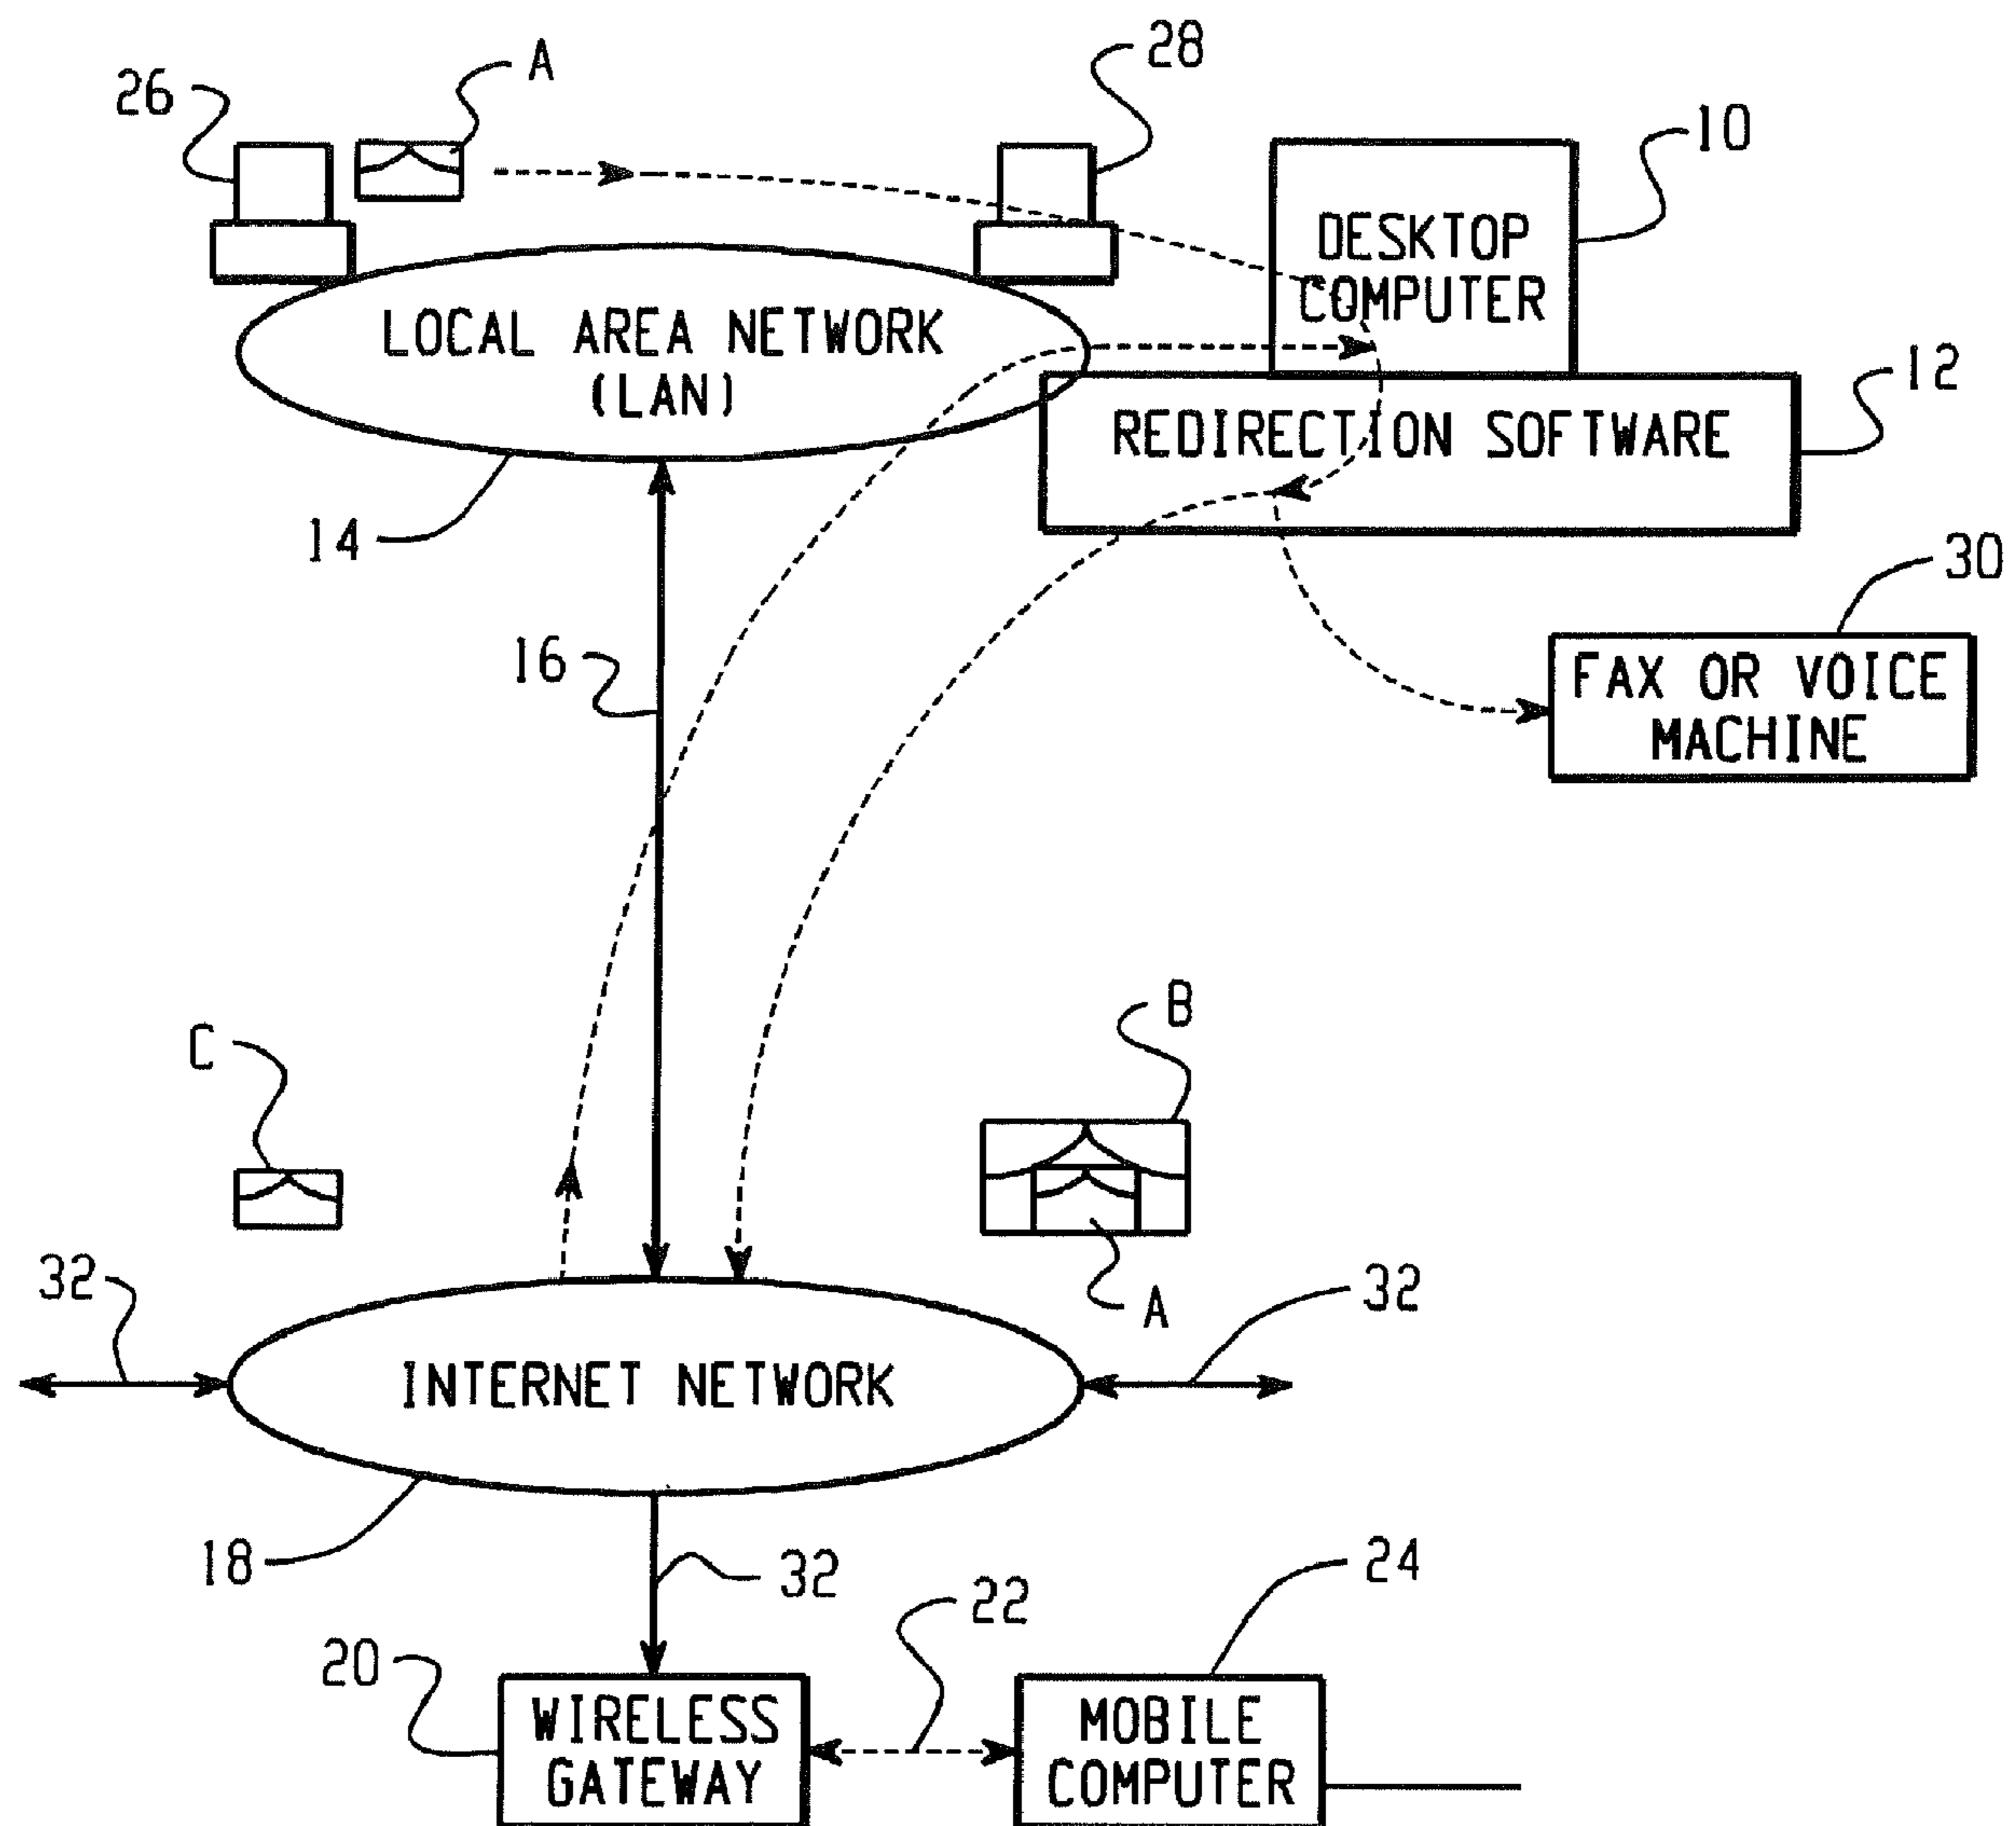 28
A
26
10
DESKTOP
COMPUTER
LOCAL AREA NETWORK
(LAN)
12
REDIRECTION SOFTWARE
14
30
16
FAX OR VOICE
MACHINE
B
C
32
32
A
INTERNET NETWORK
18
32
24
22
20
WIRELESS
GATEWAY
MOBILE
COMPUTER